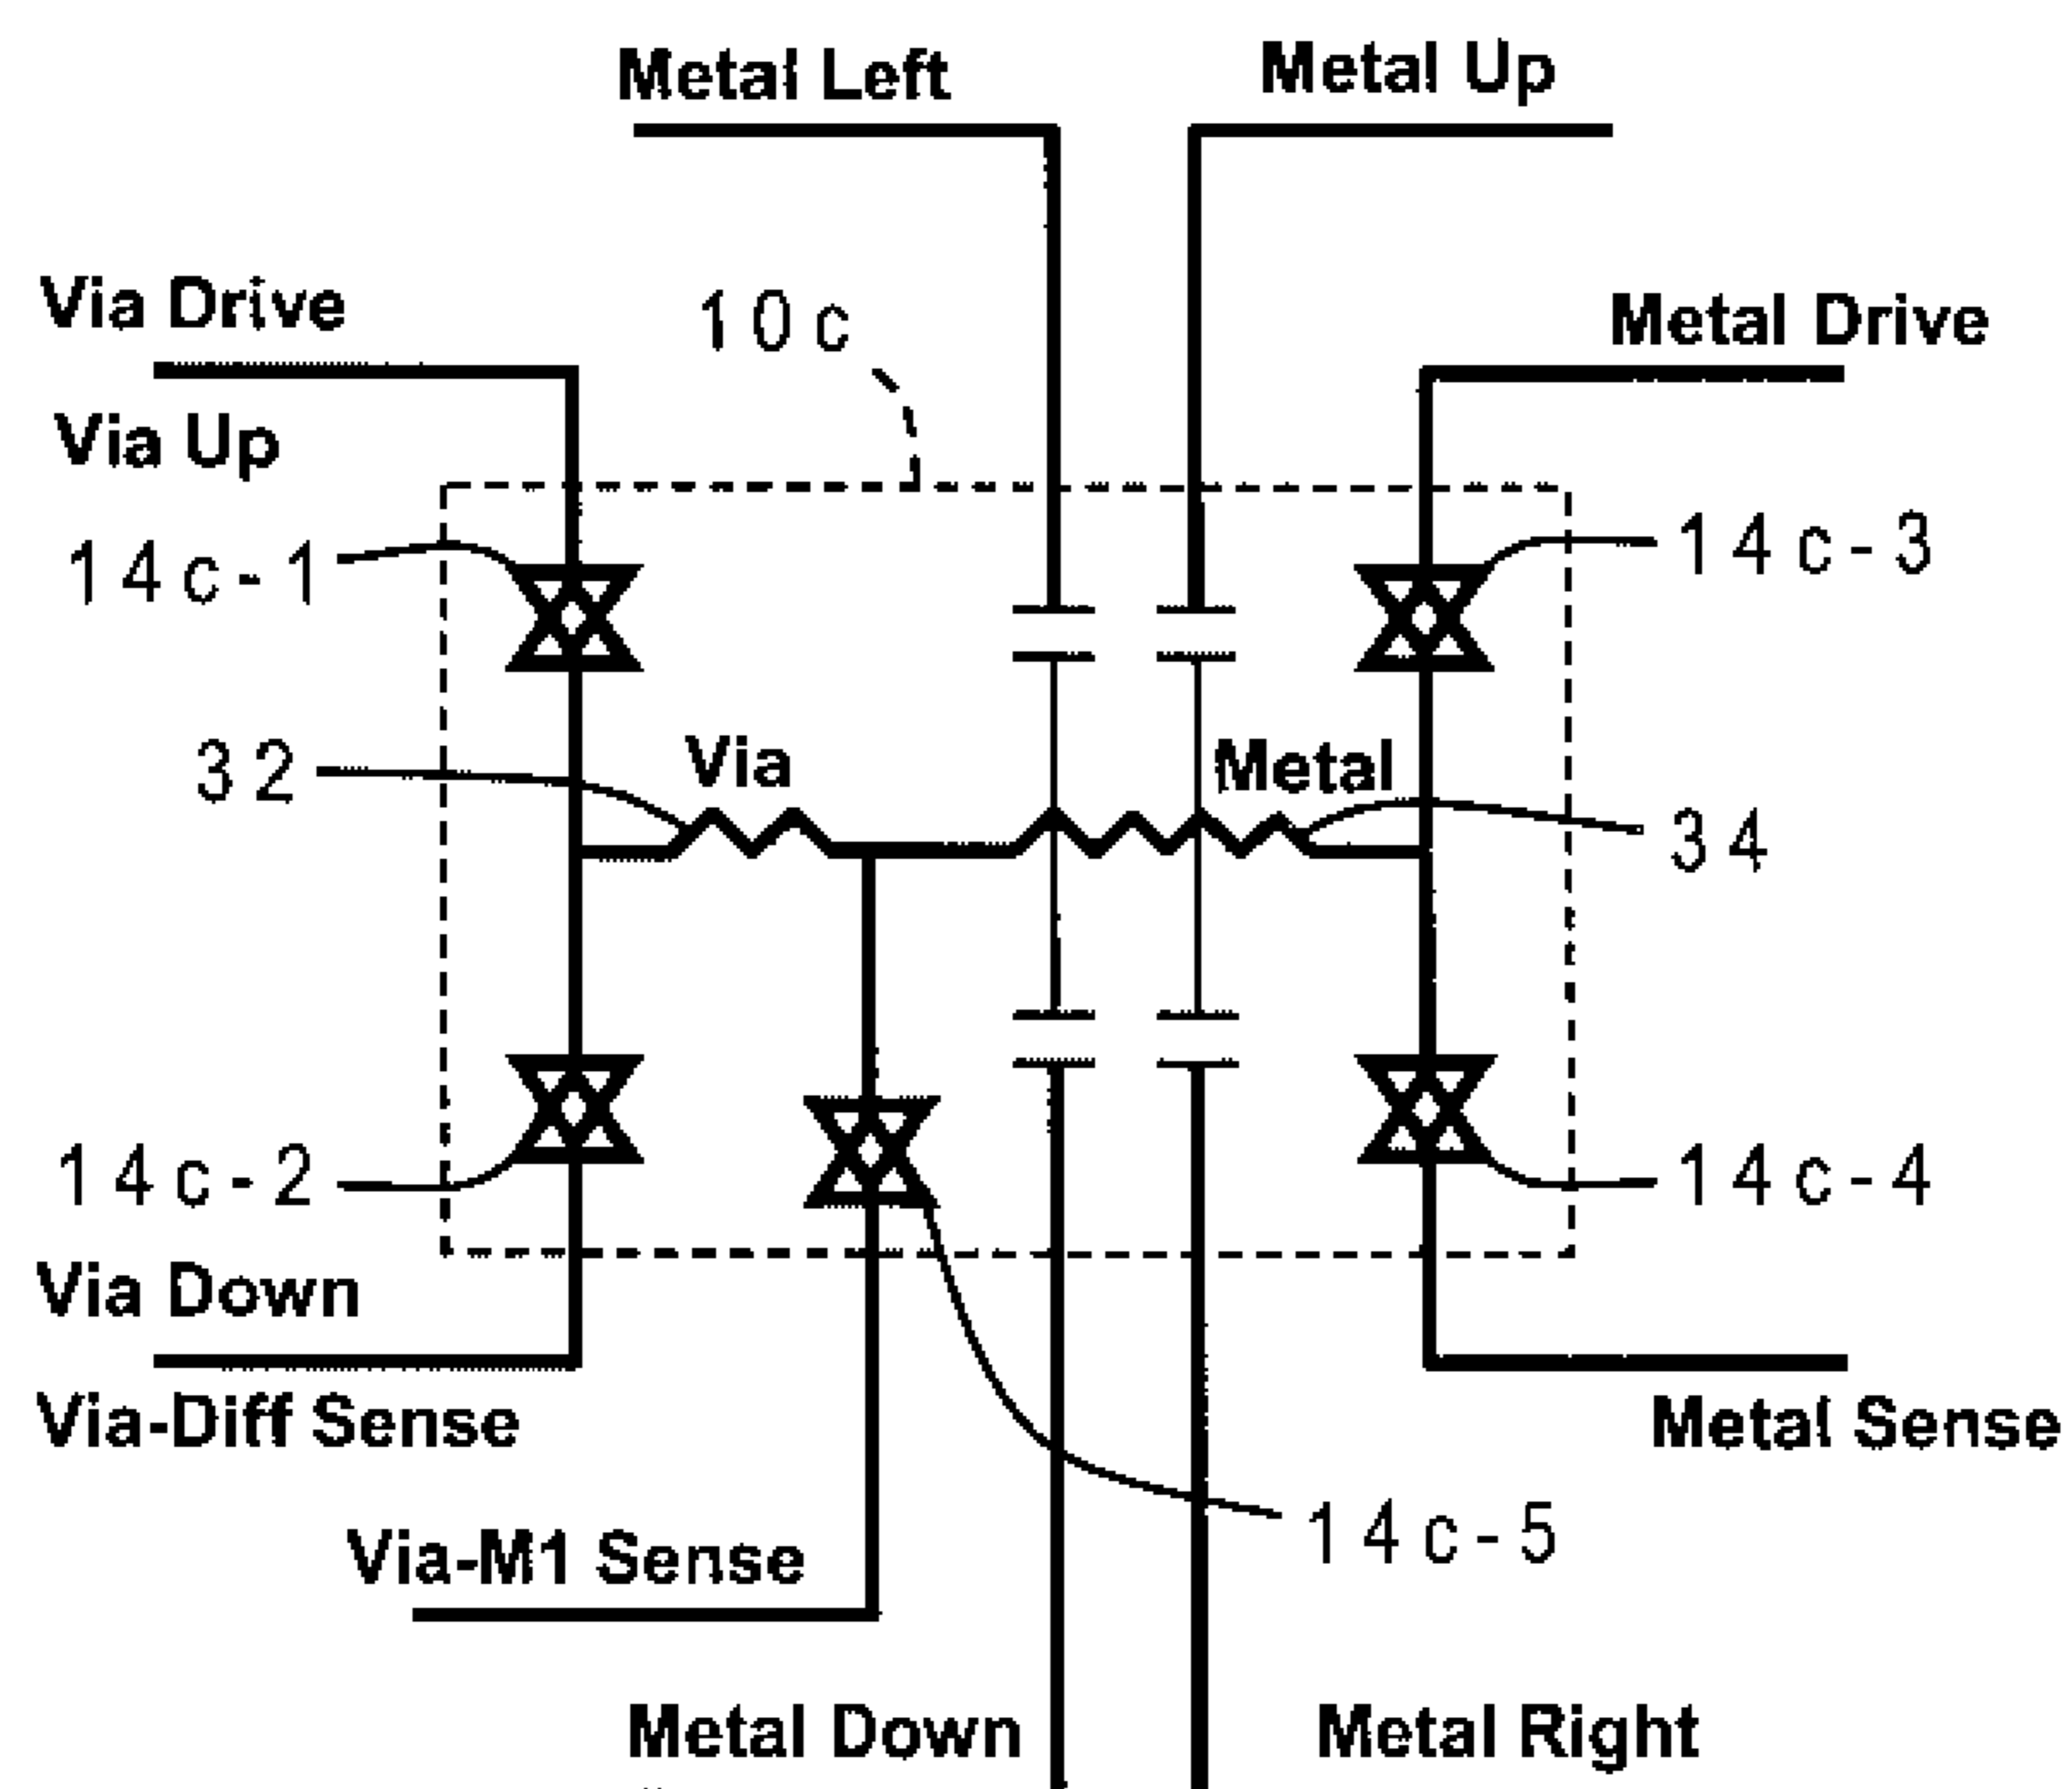 Metal Left
Metal Up
Via Drive
10c
Metal Drive
Via Up
14c-1
14c-3
32
Via
Metal
34
14c-2
14c-4
Via Down
Via-Diff Sense
Metal Sense
14c-5
Via-M1 Sense
Metal Down
Metal Right